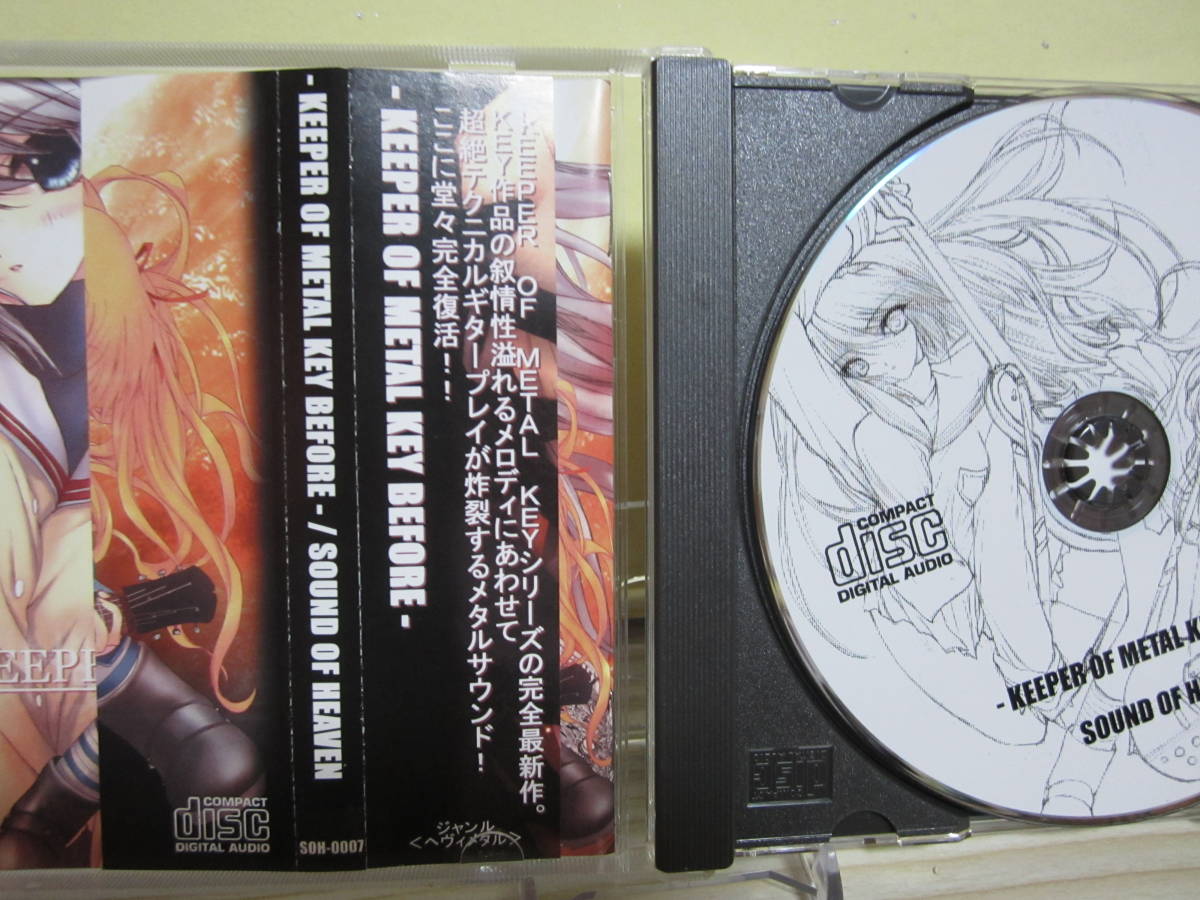 KEEPER OF METAL KEYシリーズの完全最新作。
KEY作品の叙情性溢れるメロディにあわせて
超絶テクニカルギタープレイが炸裂するメタルサウンド！
ここに堂々完全復活！！
- KEEPER OF METAL KEY BEFORE -
ジャンル
＜ヘヴィメタル＞
- KEEPER OF METAL KEY BEFORE - / SOUND OF HEAVEN
SOH-0007
COMPACT
disc
DIGITAL AUDIO
COMPACT
disc
DIGITAL AUDIO
- KEEPER OF METAL
SOUND OF